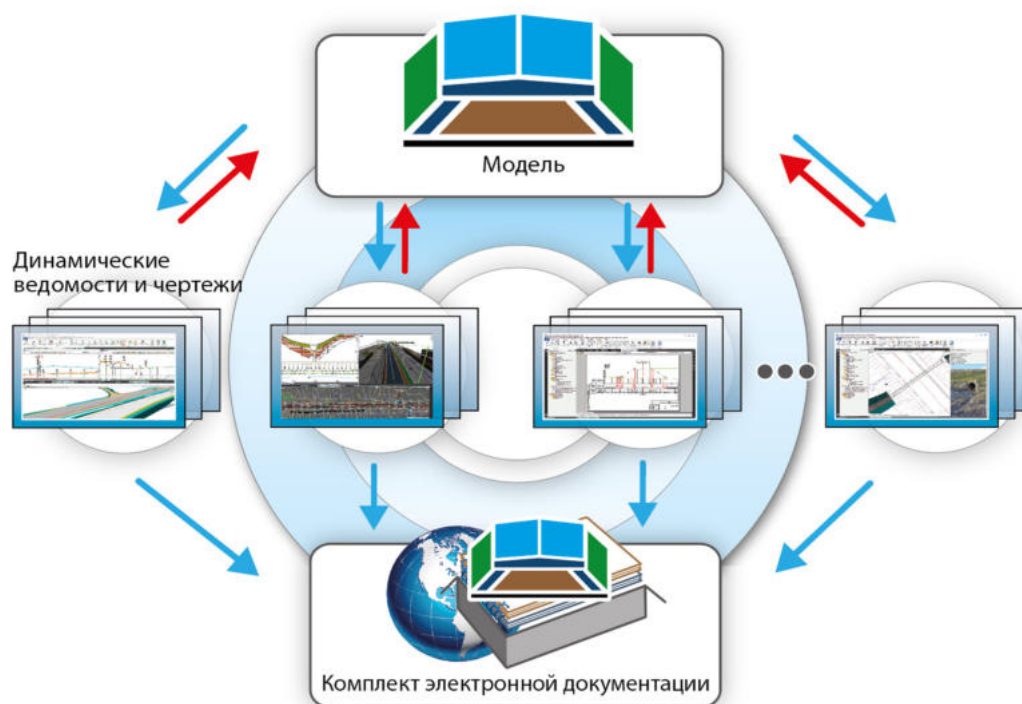 Модель
Динамические
ведомости и чертежи
Комплект электронной документации